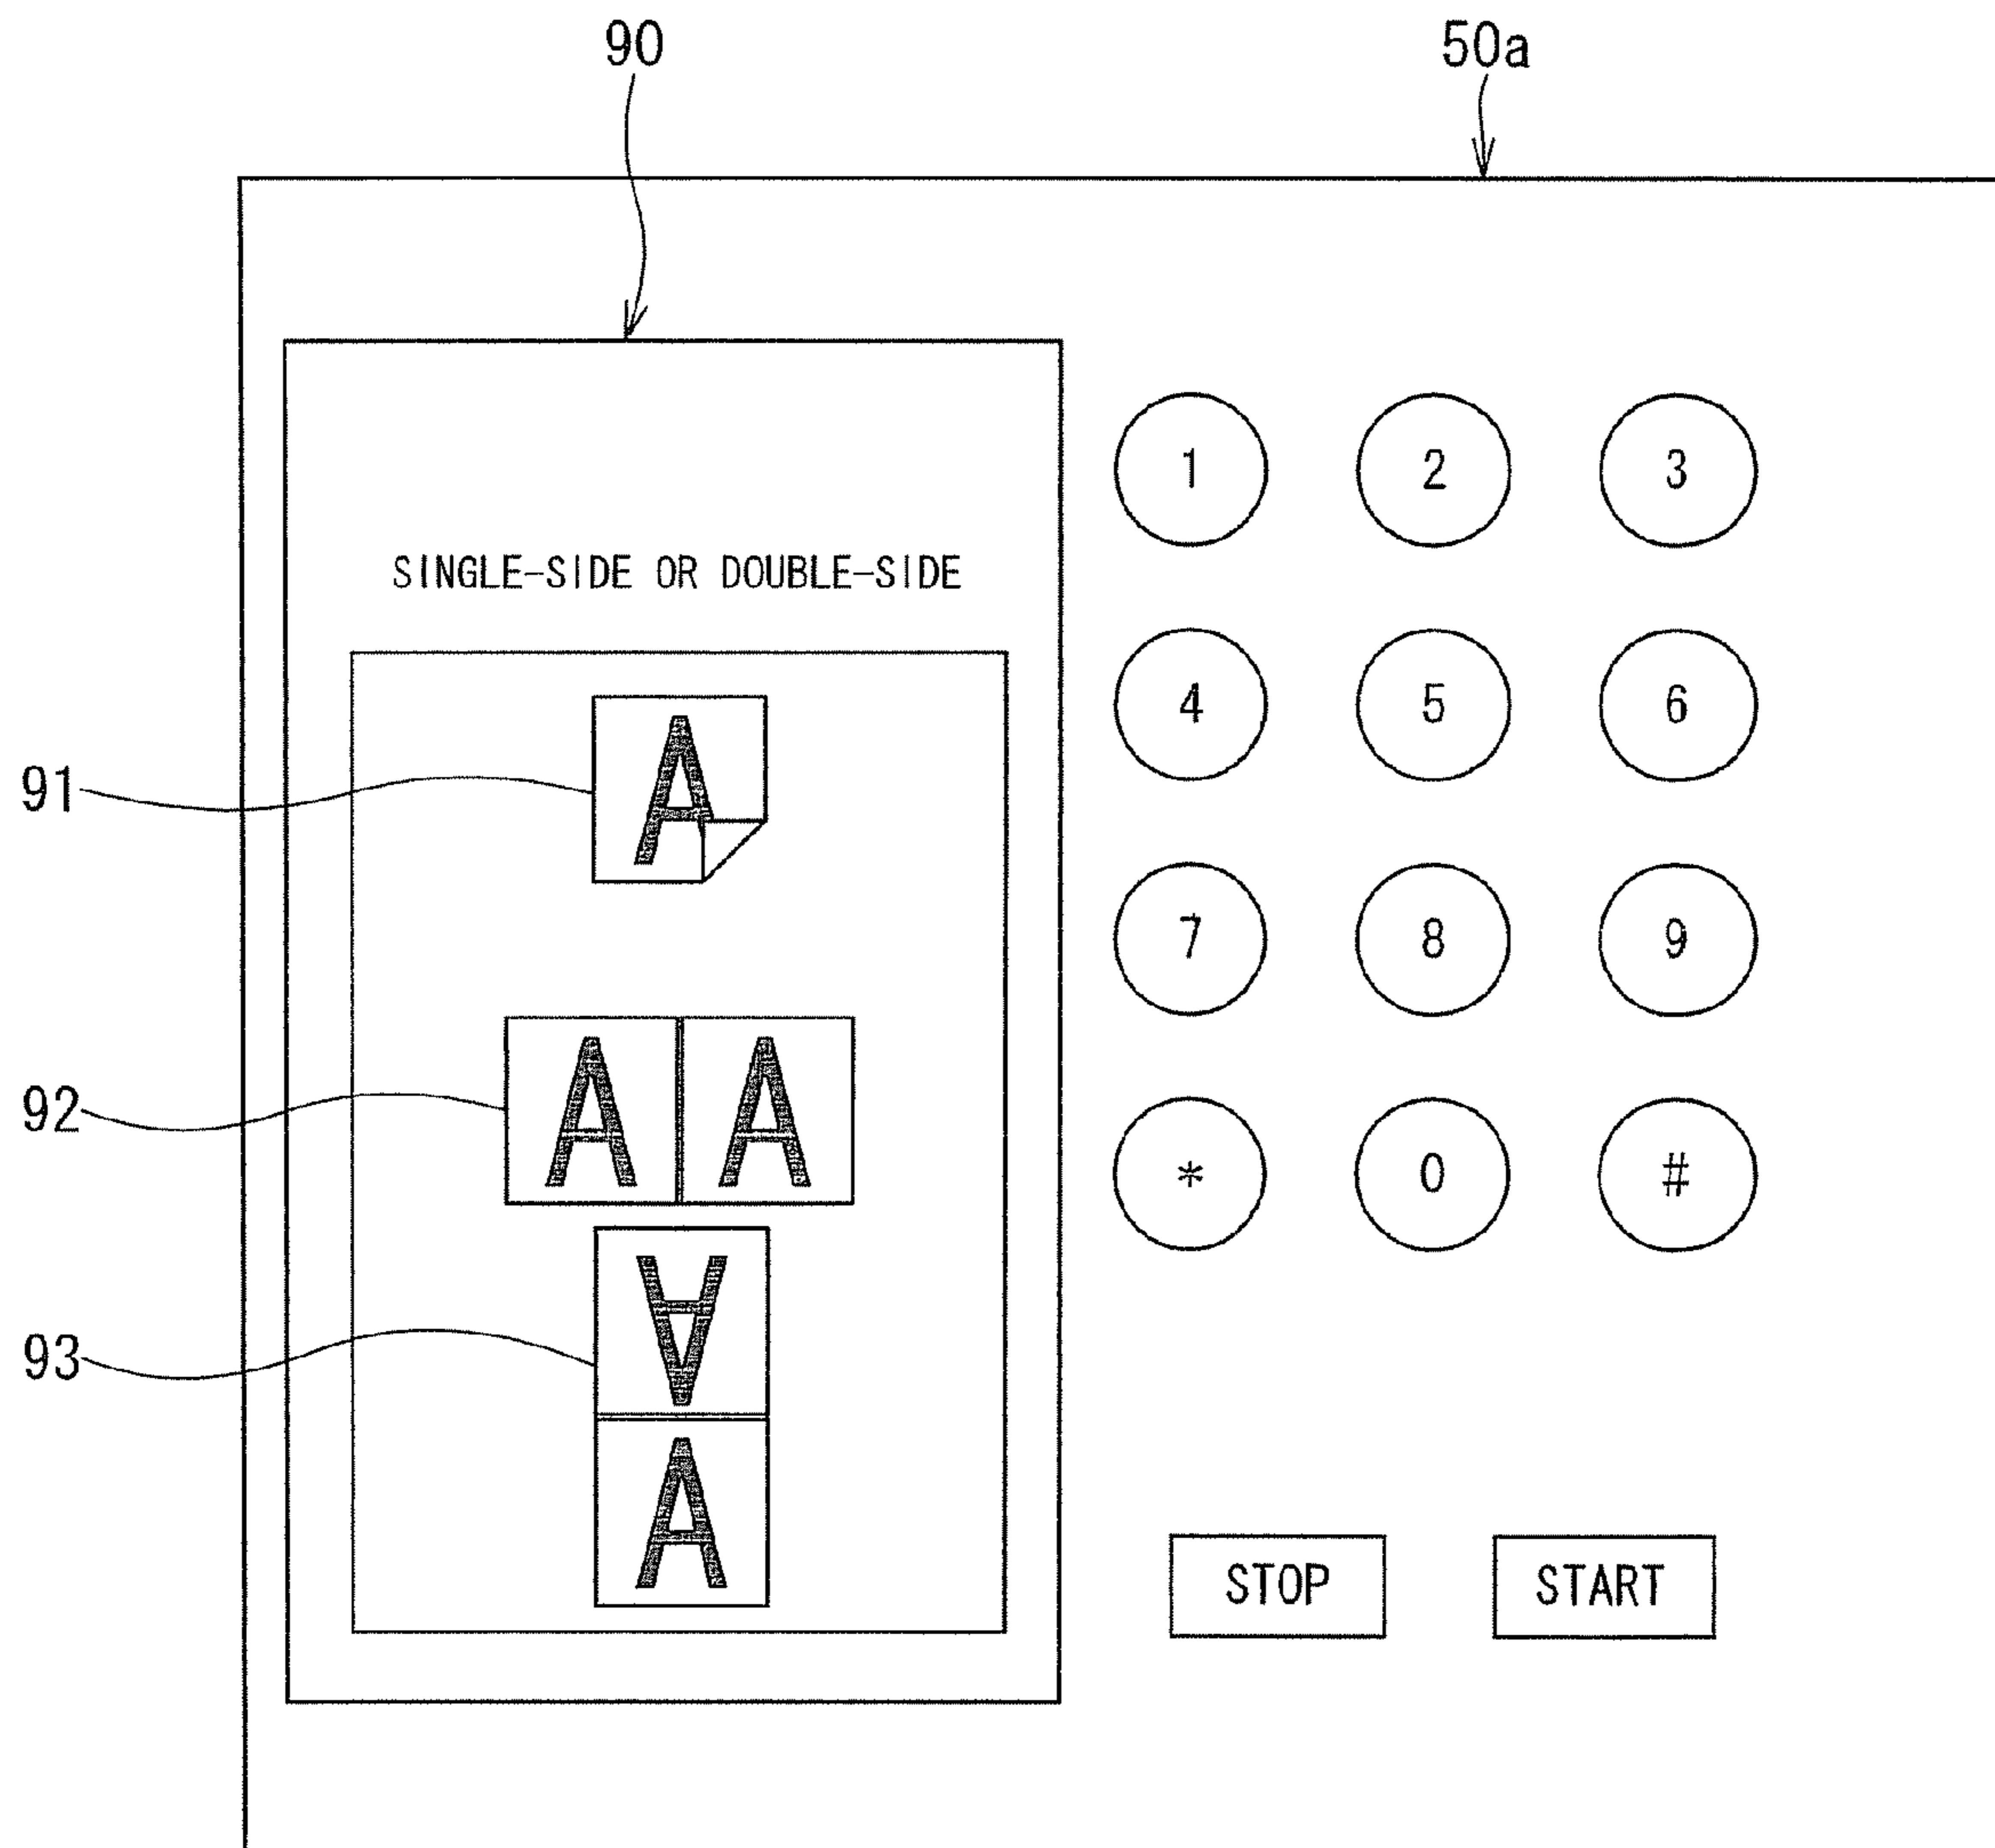 90 50a
SINGLE-SIDE OR DOUBLE-SIDE
91
A
92
A A
93
A
A
1 2 3
4 5 6
7 8 9
* 0 #
STOP START